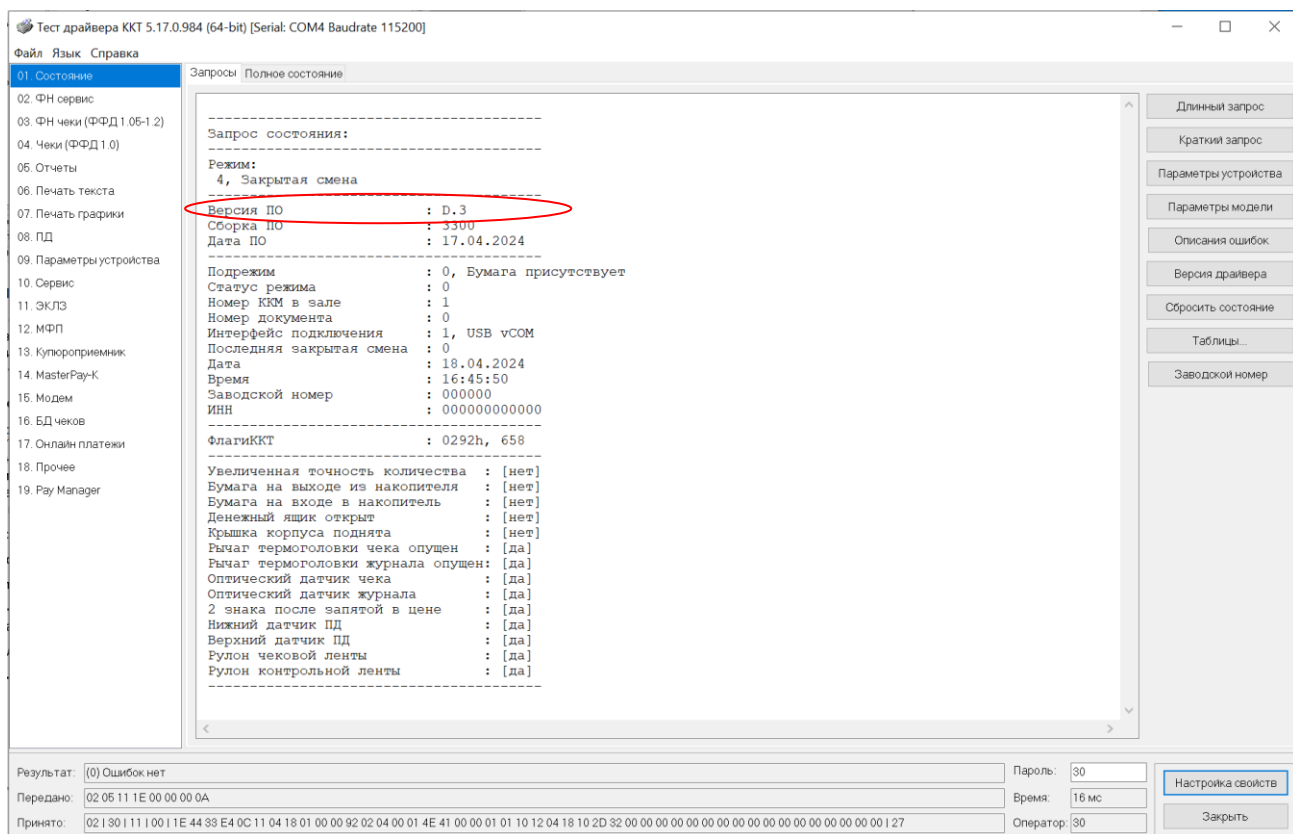 Тест драйвера ККТ 5.17.0.984 (64-bit) [Serial: COM4 Baudrate 115200]
Файл Язык Справка
01. Состояние
02. ФН сервис
03. ФН чеки (ФФД 1.05-1.2)
04. Чеки (ФФД 1.0)
05. Отчеты
06. Печать текста
07. Печать графики
08. ПД
09. Параметры устройства
10. Сервис
11. ЭКЛЗ
12. МФП
13. Купюроприемник
14. MasterPay-K
15. Модем
16. БД чеков
17. Онлайн платежи
18. Прочее
19. Pay Manager
Запросы Полное состояние
----------------------------------------
Запрос состояния:
----------------------------------------
Режим:
4, Закрытая смена
----------------------------------------
Версия ПО : D.3
Сборка ПО : 3300
Дата ПО : 17.04.2024
----------------------------------------
Подрежим : 0, Бумага присутствует
Статус режима : 0
Номер ККМ в зале : 1
Номер документа : 0
Интерфейс подключения : 1, USB vCOM
Последняя закрытая смена : 0
Дата : 18.04.2024
Время : 16:45:50
Заводской номер : 000000
ИНН : 000000000000
----------------------------------------
ФлагиККТ : 0292h, 658
----------------------------------------
Увеличенная точность количества : [нет]
Бумага на выходе из накопителя : [нет]
Бумага на входе в накопитель : [нет]
Денежный ящик открыт : [нет]
Крышка корпуса поднята : [нет]
Рычаг термоголовки чека опущен : [да]
Рычаг термоголовки журнала опущен: [да]
Оптический датчик чека : [да]
Оптический датчик журнала : [да]
2 знака после запятой в цене : [да]
Нижний датчик ПД : [да]
Верхний датчик ПД : [да]
Рулон чековой ленты : [да]
Рулон контрольной ленты : [да]
----------------------------------------
Длинный запрос
Краткий запрос
Параметры устройства
Параметры модели
Описания ошибок
Версия драйвера
Сбросить состояние
Таблицы...
Заводской номер
Результат: (0) Ошибок нет
Передано: 02 05 11 1E 00 00 00 0A
Принято: 02 | 30 | 11 | 00 | 1E 44 33 E4 0C 11 04 18 01 00 00 92 02 04 00 01 4E 41 00 00 01 01 10 12 04 18 10 2D 32 00 00 00 00 00 00 00 00 00 00 00 00 00 00 00 | 27
Пароль: 30
Время: 16 мс
Оператор: 30
Настройка свойств
Закрыть